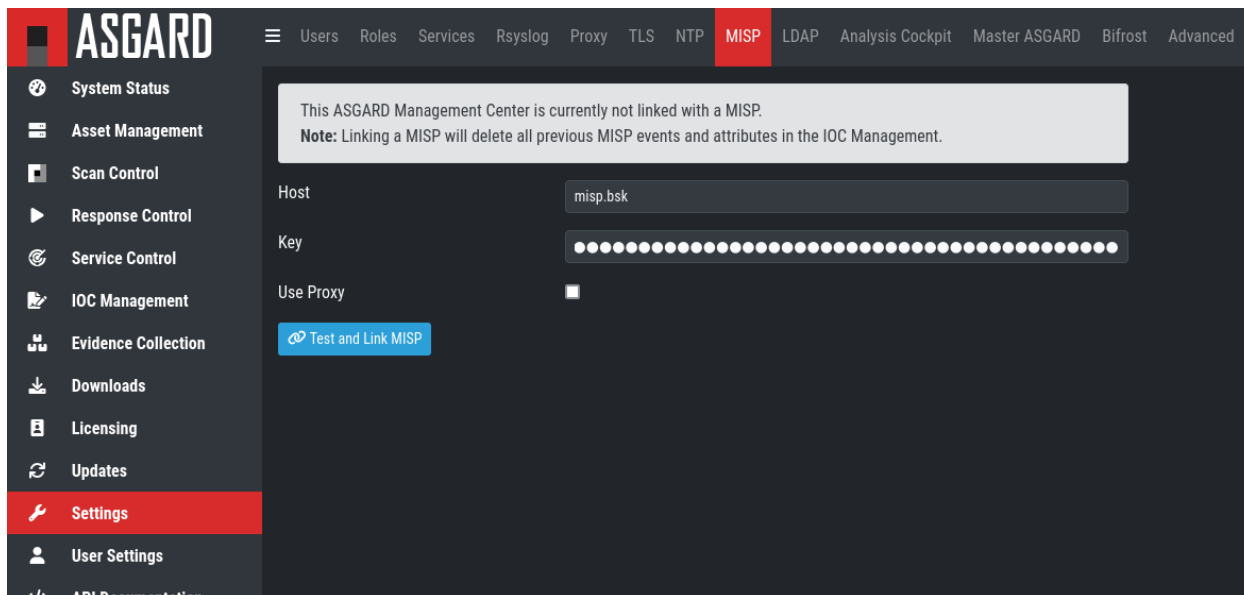 ASGARD
Users Roles Services Rsyslog Proxy TLS NTP MISP LDAP Analysis Cockpit Master ASGARD Bifrost Advanced
System Status
Asset Management
Scan Control
Response Control
Service Control
IOC Management
Evidence Collection
Downloads
Licensing
Updates
Settings
User Settings
API Documentation
This ASGARD Management Center is currently not linked with a MISP.
Note: Linking a MISP will delete all previous MISP events and attributes in the IOC Management.
Host
misp.bsk
Key
Use Proxy
Test and Link MISP